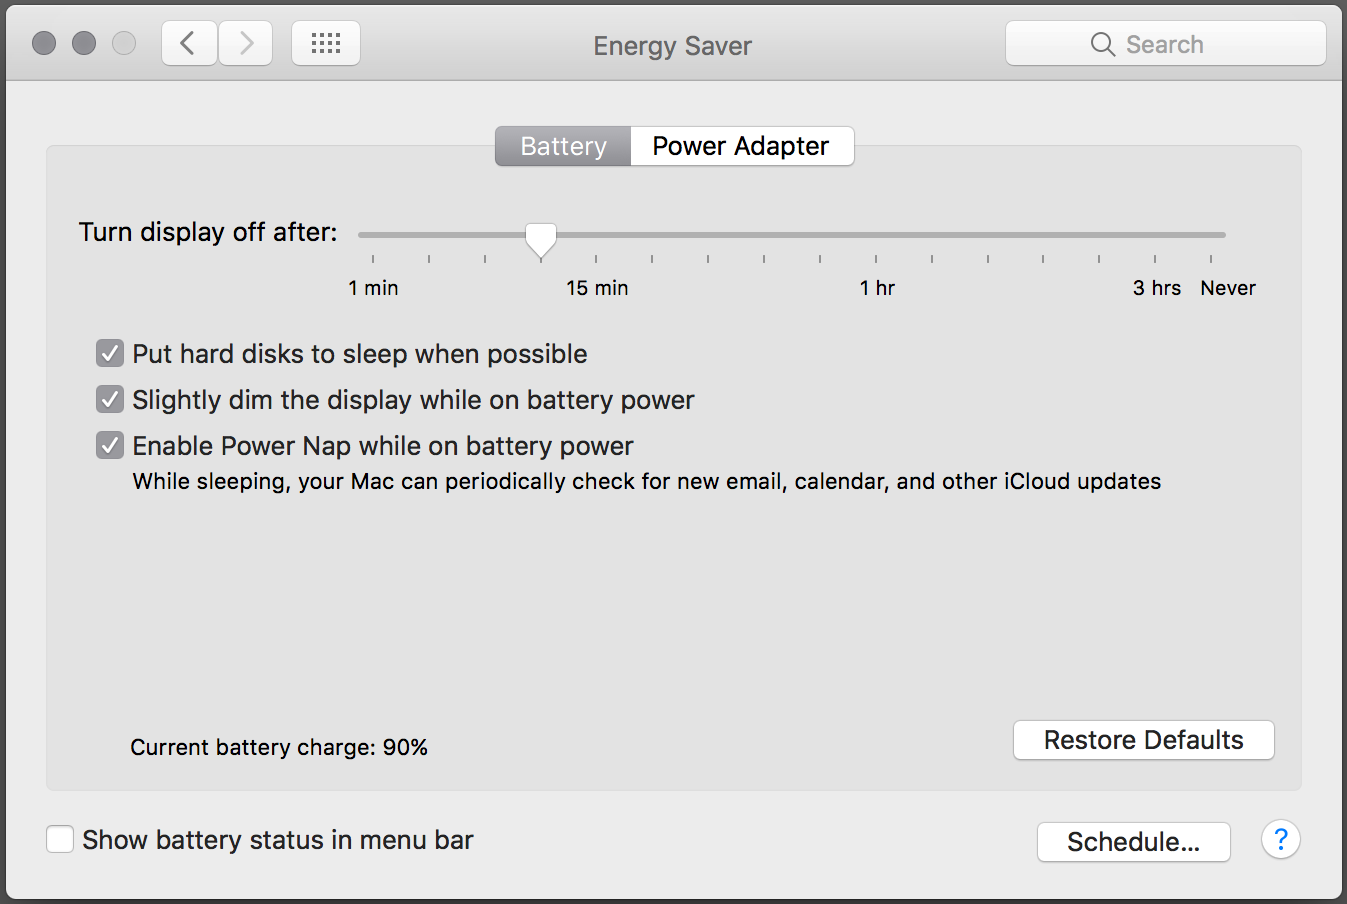 Energy Saver
Search
Battery
Power Adapter
Turn display off after:
1 min 15 min 1 hr 3 hrs Never
Put hard disks to sleep when possible
Slightly dim the display while on battery power
Enable Power Nap while on battery power
While sleeping, your Mac can periodically check for new email, calendar, and other iCloud updates
Current battery charge: 90%
Restore Defaults
Show battery status in menu bar
Schedule...
?